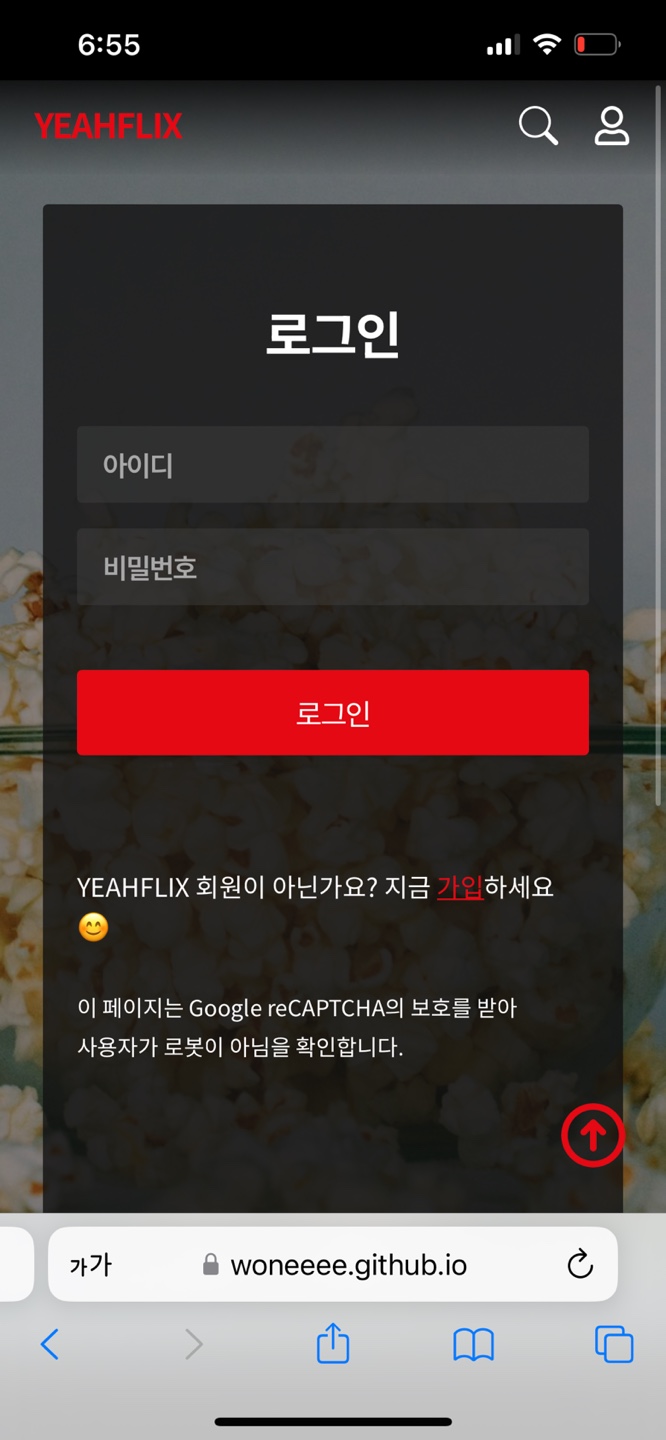 6:55
YEAHFLIX
로그인
아이디
비밀번호
로그인
YEAHFLIX 회원이 아닌가요? 지금 가입하세요
😊
이 페이지는 Google reCAPTCHA의 보호를 받아
사용자가 로봇이 아님을 확인합니다.
가가 woneeee.github.io